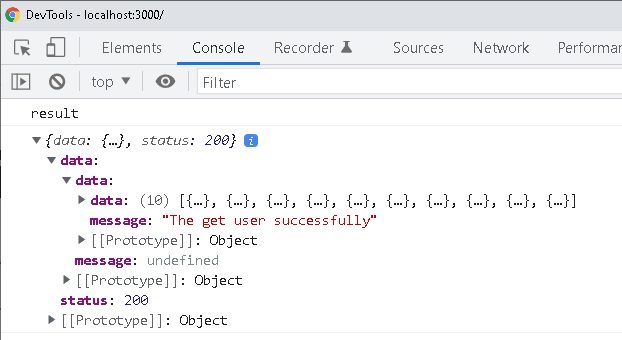 DevTools - localhost:3000/
Elements Console Recorder Sources Network Performan
top ▼ Filter
result
▼{data: {…}, status: 200} i
▼data:
▼data:
▶data: (10) [{…}, {…}, {…}, {…}, {…}, {…}, {…}, {…}, {…}, {…}]
message: "The get user successfully"
▶[[Prototype]]: Object
message: undefined
▶[[Prototype]]: Object
status: 200
▶[[Prototype]]: Object